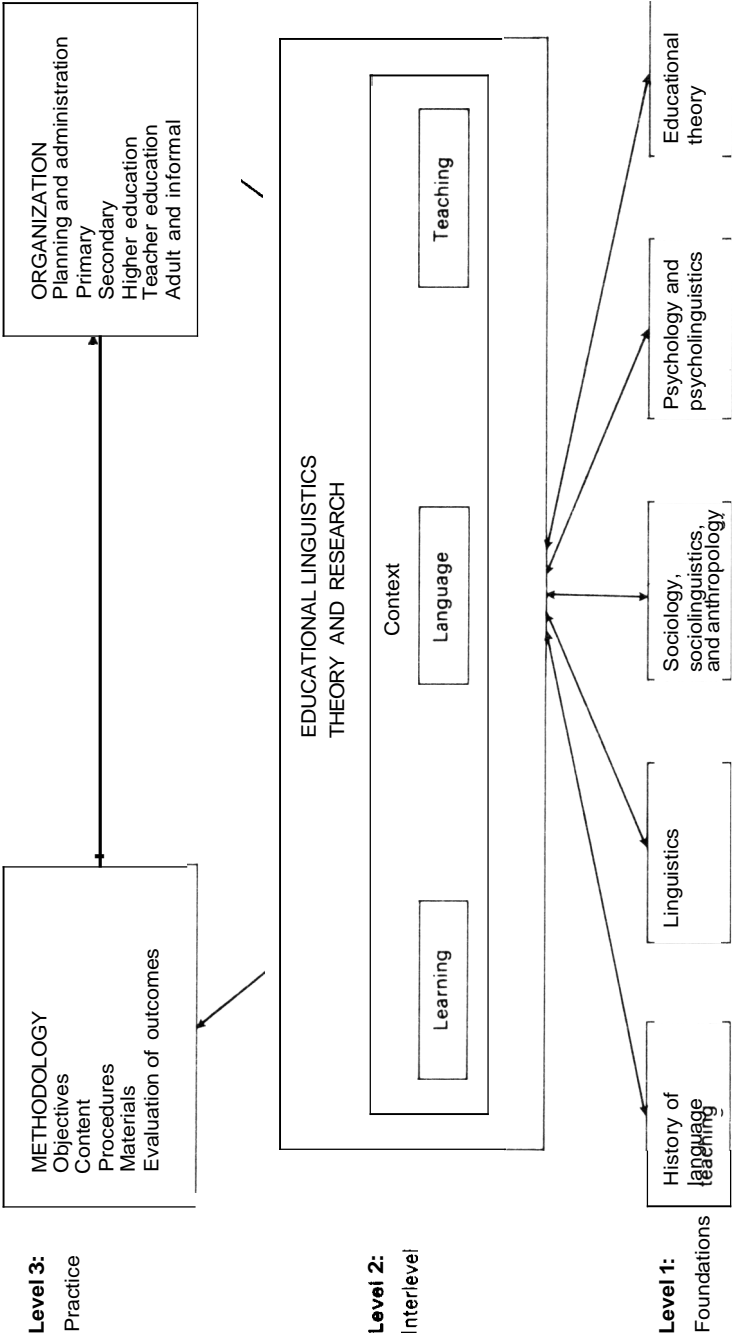 Level 3:
Practice
METHODOLOGY
Objectives
Content
Procedures
Materials
Evaluation of outcomes
ORGANIZATION
Planning and administration
Primary
Secondary
Higher education
Teacher education
Adult and informal
Level 2:
Interlevel
EDUCATIONAL LINGUISTICS
THEORY AND RESEARCH
Context
Learning
Language
Teaching
Level 1:
Foundations
History of
language
teaching
Linguistics
Sociology,
sociolinguistics,
and anthropology
Psychology and
psycholinguistics
Educational
theory